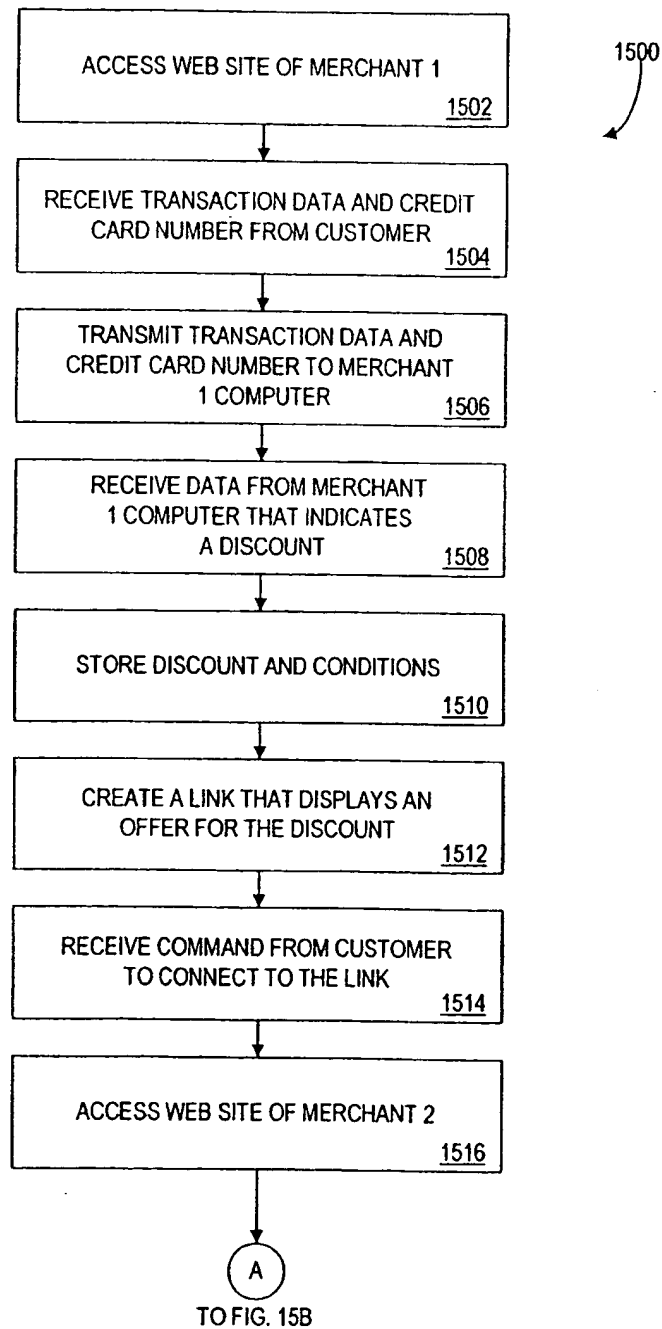 1500
ACCESS WEB SITE OF MERCHANT 1
1502
RECEIVE TRANSACTION DATA AND CREDIT
CARD NUMBER FROM CUSTOMER
1504
TRANSMIT TRANSACTION DATA AND
CREDIT CARD NUMBER TO MERCHANT
1 COMPUTER
1506
RECEIVE DATA FROM MERCHANT
1 COMPUTER THAT INDICATES
A DISCOUNT
1508
STORE DISCOUNT AND CONDITIONS
1510
CREATE A LINK THAT DISPLAYS AN
OFFER FOR THE DISCOUNT
1512
RECEIVE COMMAND FROM CUSTOMER
TO CONNECT TO THE LINK
1514
ACCESS WEB SITE OF MERCHANT 2
1516
A
TO FIG. 15B